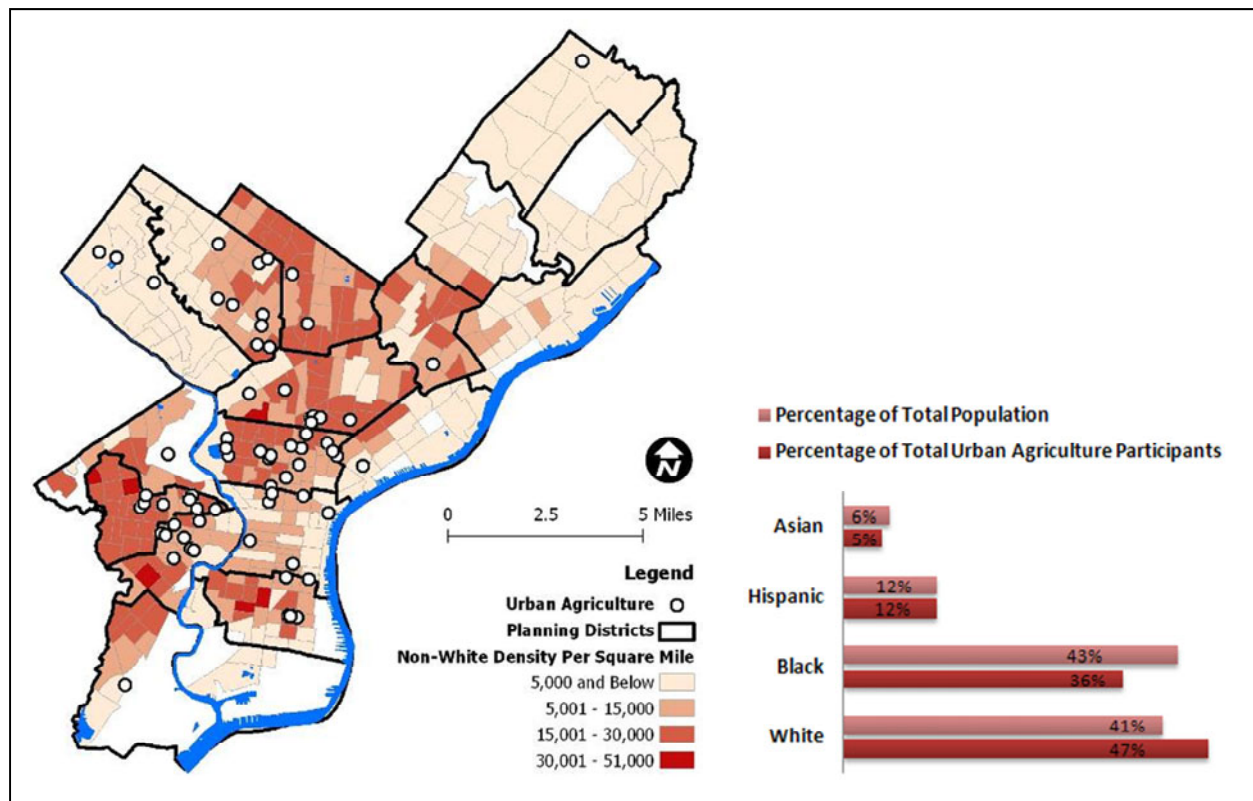 N
0 2.5 5 Miles
Legend
Urban Agriculture
Planning Districts
Non-White Density Per Square Mile
5,000 and Below
5,001 - 15,000
15,001 - 30,000
30,001 - 51,000
Percentage of Total Population
Percentage of Total Urban Agriculture Participants
Asian
6%
5%
Hispanic
12%
12%
Black
43%
36%
White
41%
47%